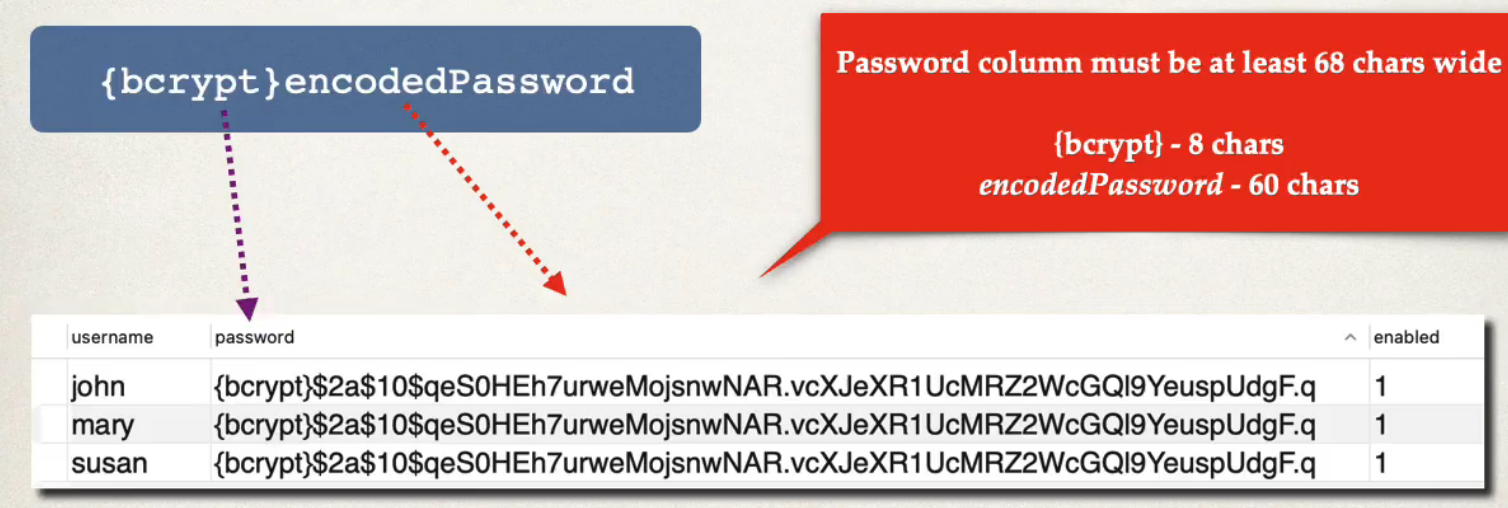 {bcrypt}encodedPassword
Password column must be at least 68 chars wide
{bcrypt} - 8 chars
encodedPassword - 60 chars
username password enabled
john {bcrypt}$2a$10$qeS0HEh7urweMojsnwNAR.vcXJeXR1UcMRZ2WcGQl9YeuspUdgF.q 1
mary {bcrypt}$2a$10$qeS0HEh7urweMojsnwNAR.vcXJeXR1UcMRZ2WcGQl9YeuspUdgF.q 1
susan {bcrypt}$2a$10$qeS0HEh7urweMojsnwNAR.vcXJeXR1UcMRZ2WcGQl9YeuspUdgF.q 1